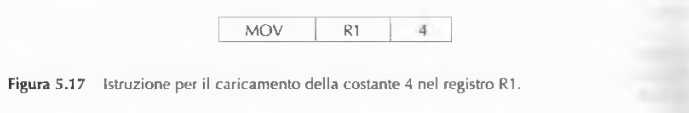 MOV R1 4
Figura 5.17 Istruzione per il caricamento della costante 4 nel registro R1.